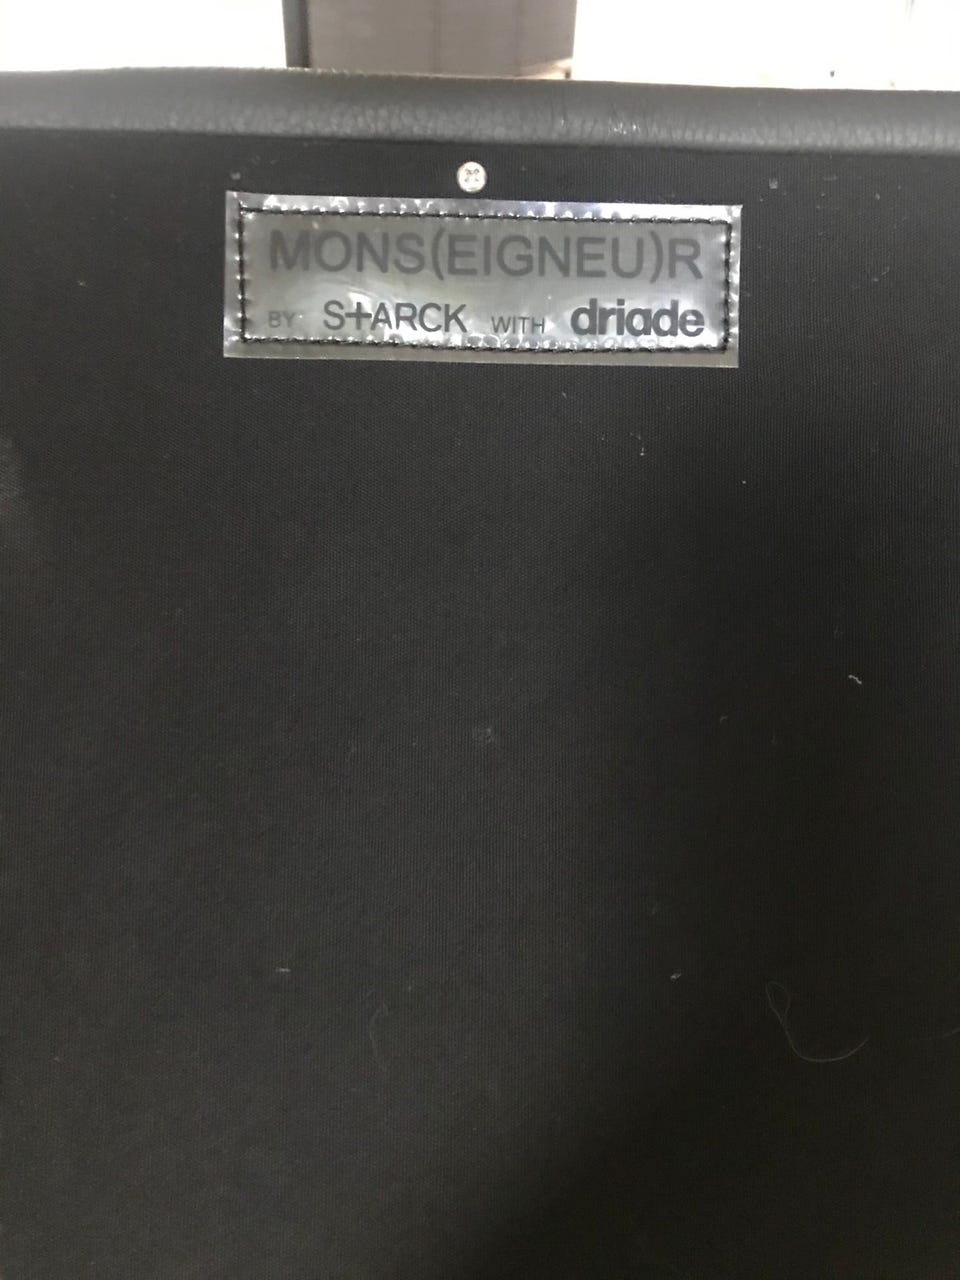 MONS(EIGNEU)R
BY S+ARCK WITH driade